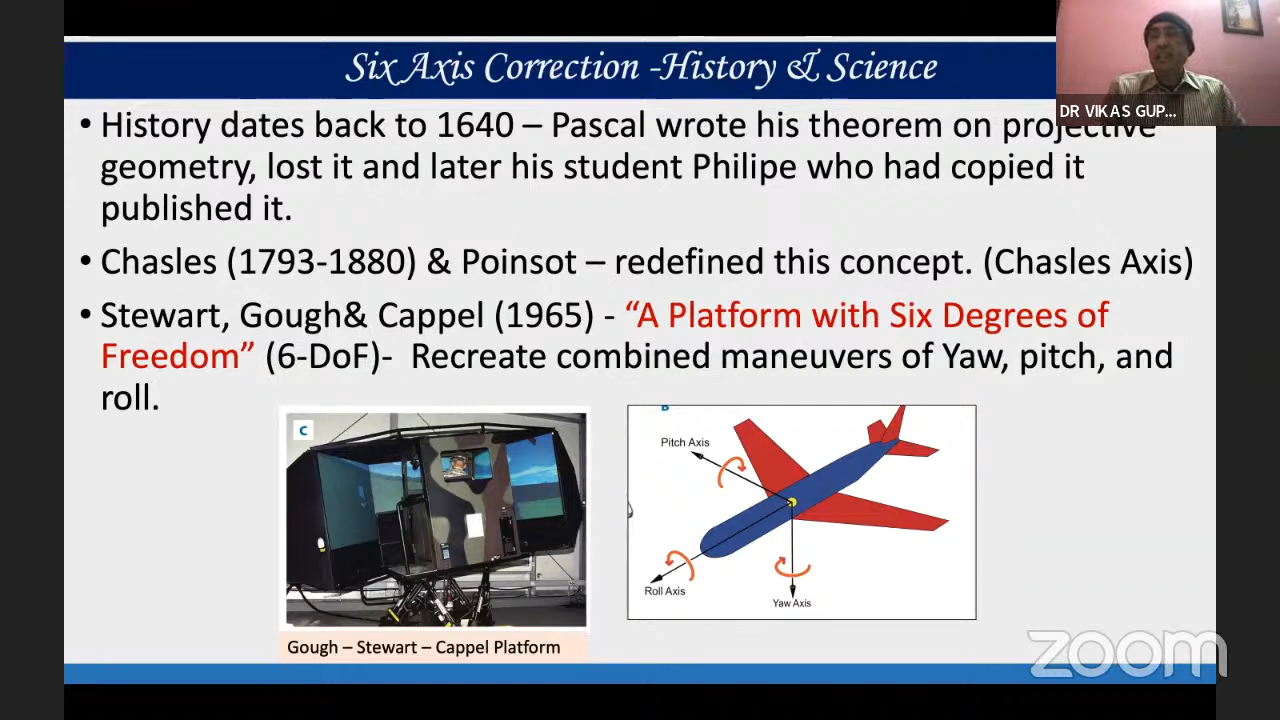 Six Axis Correction -History & Science
DR VIKAS GUP...
• History dates back to 1640 – Pascal wrote his theorem on projective
geometry, lost it and later his student Philipe who had copied it
published it.
• Chasles (1793-1880) & Poinsot – redefined this concept. (Chasles Axis)
• Stewart, Gough& Cappel (1965) - “A Platform with Six Degrees of
Freedom” (6-DoF)- Recreate combined maneuvers of Yaw, pitch, and
roll.
C
Gough – Stewart – Cappel Platform
B
Pitch Axis
Roll Axis
Yaw Axis
zoom